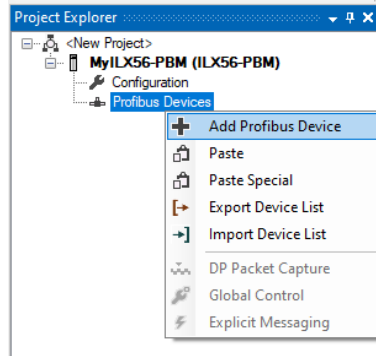 Project Explorer
<New Project>
MyILX56-PBM (ILX56-PBM)
Configuration
Profibus Devices
Add Profibus Device
Paste
Paste Special
Export Device List
Import Device List
DP Packet Capture
Global Control
Explicit Messaging